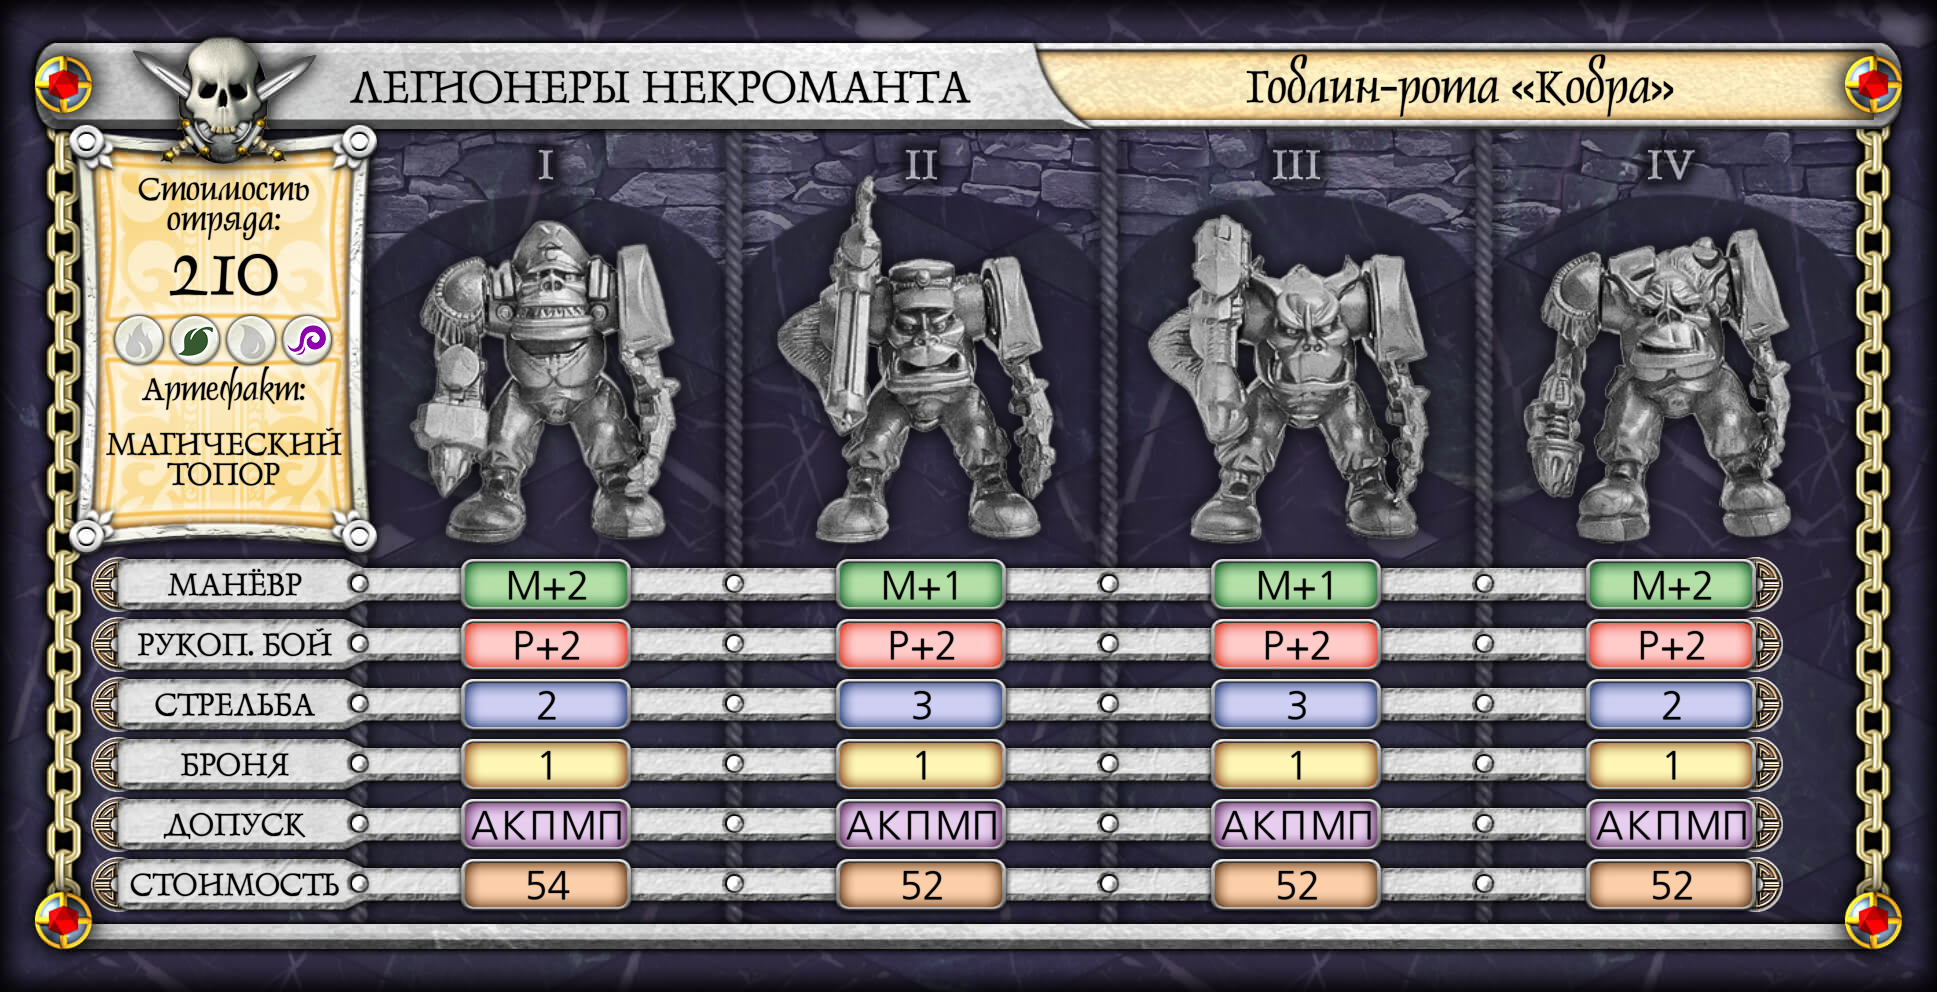 ЛЕГИОНЕРЫ НЕКРОМАНТА
Гоблин-рота «Кобра»
Стоимость
отряда:
210
Артефакт:
МАГИЧЕСКИЙ
ТОПОР
I II III IV
МАНЁВР M+2 M+1 M+1 M+2
РУКОП. БОЙ P+2 P+2 P+2 P+2
СТРЕЛЬБА 2 3 3 2
БРОНЯ 1 1 1 1
ДОПУСК АКПМП АКПМП АКПМП АКПМП
СТОИМОСТЬ 54 52 52 52